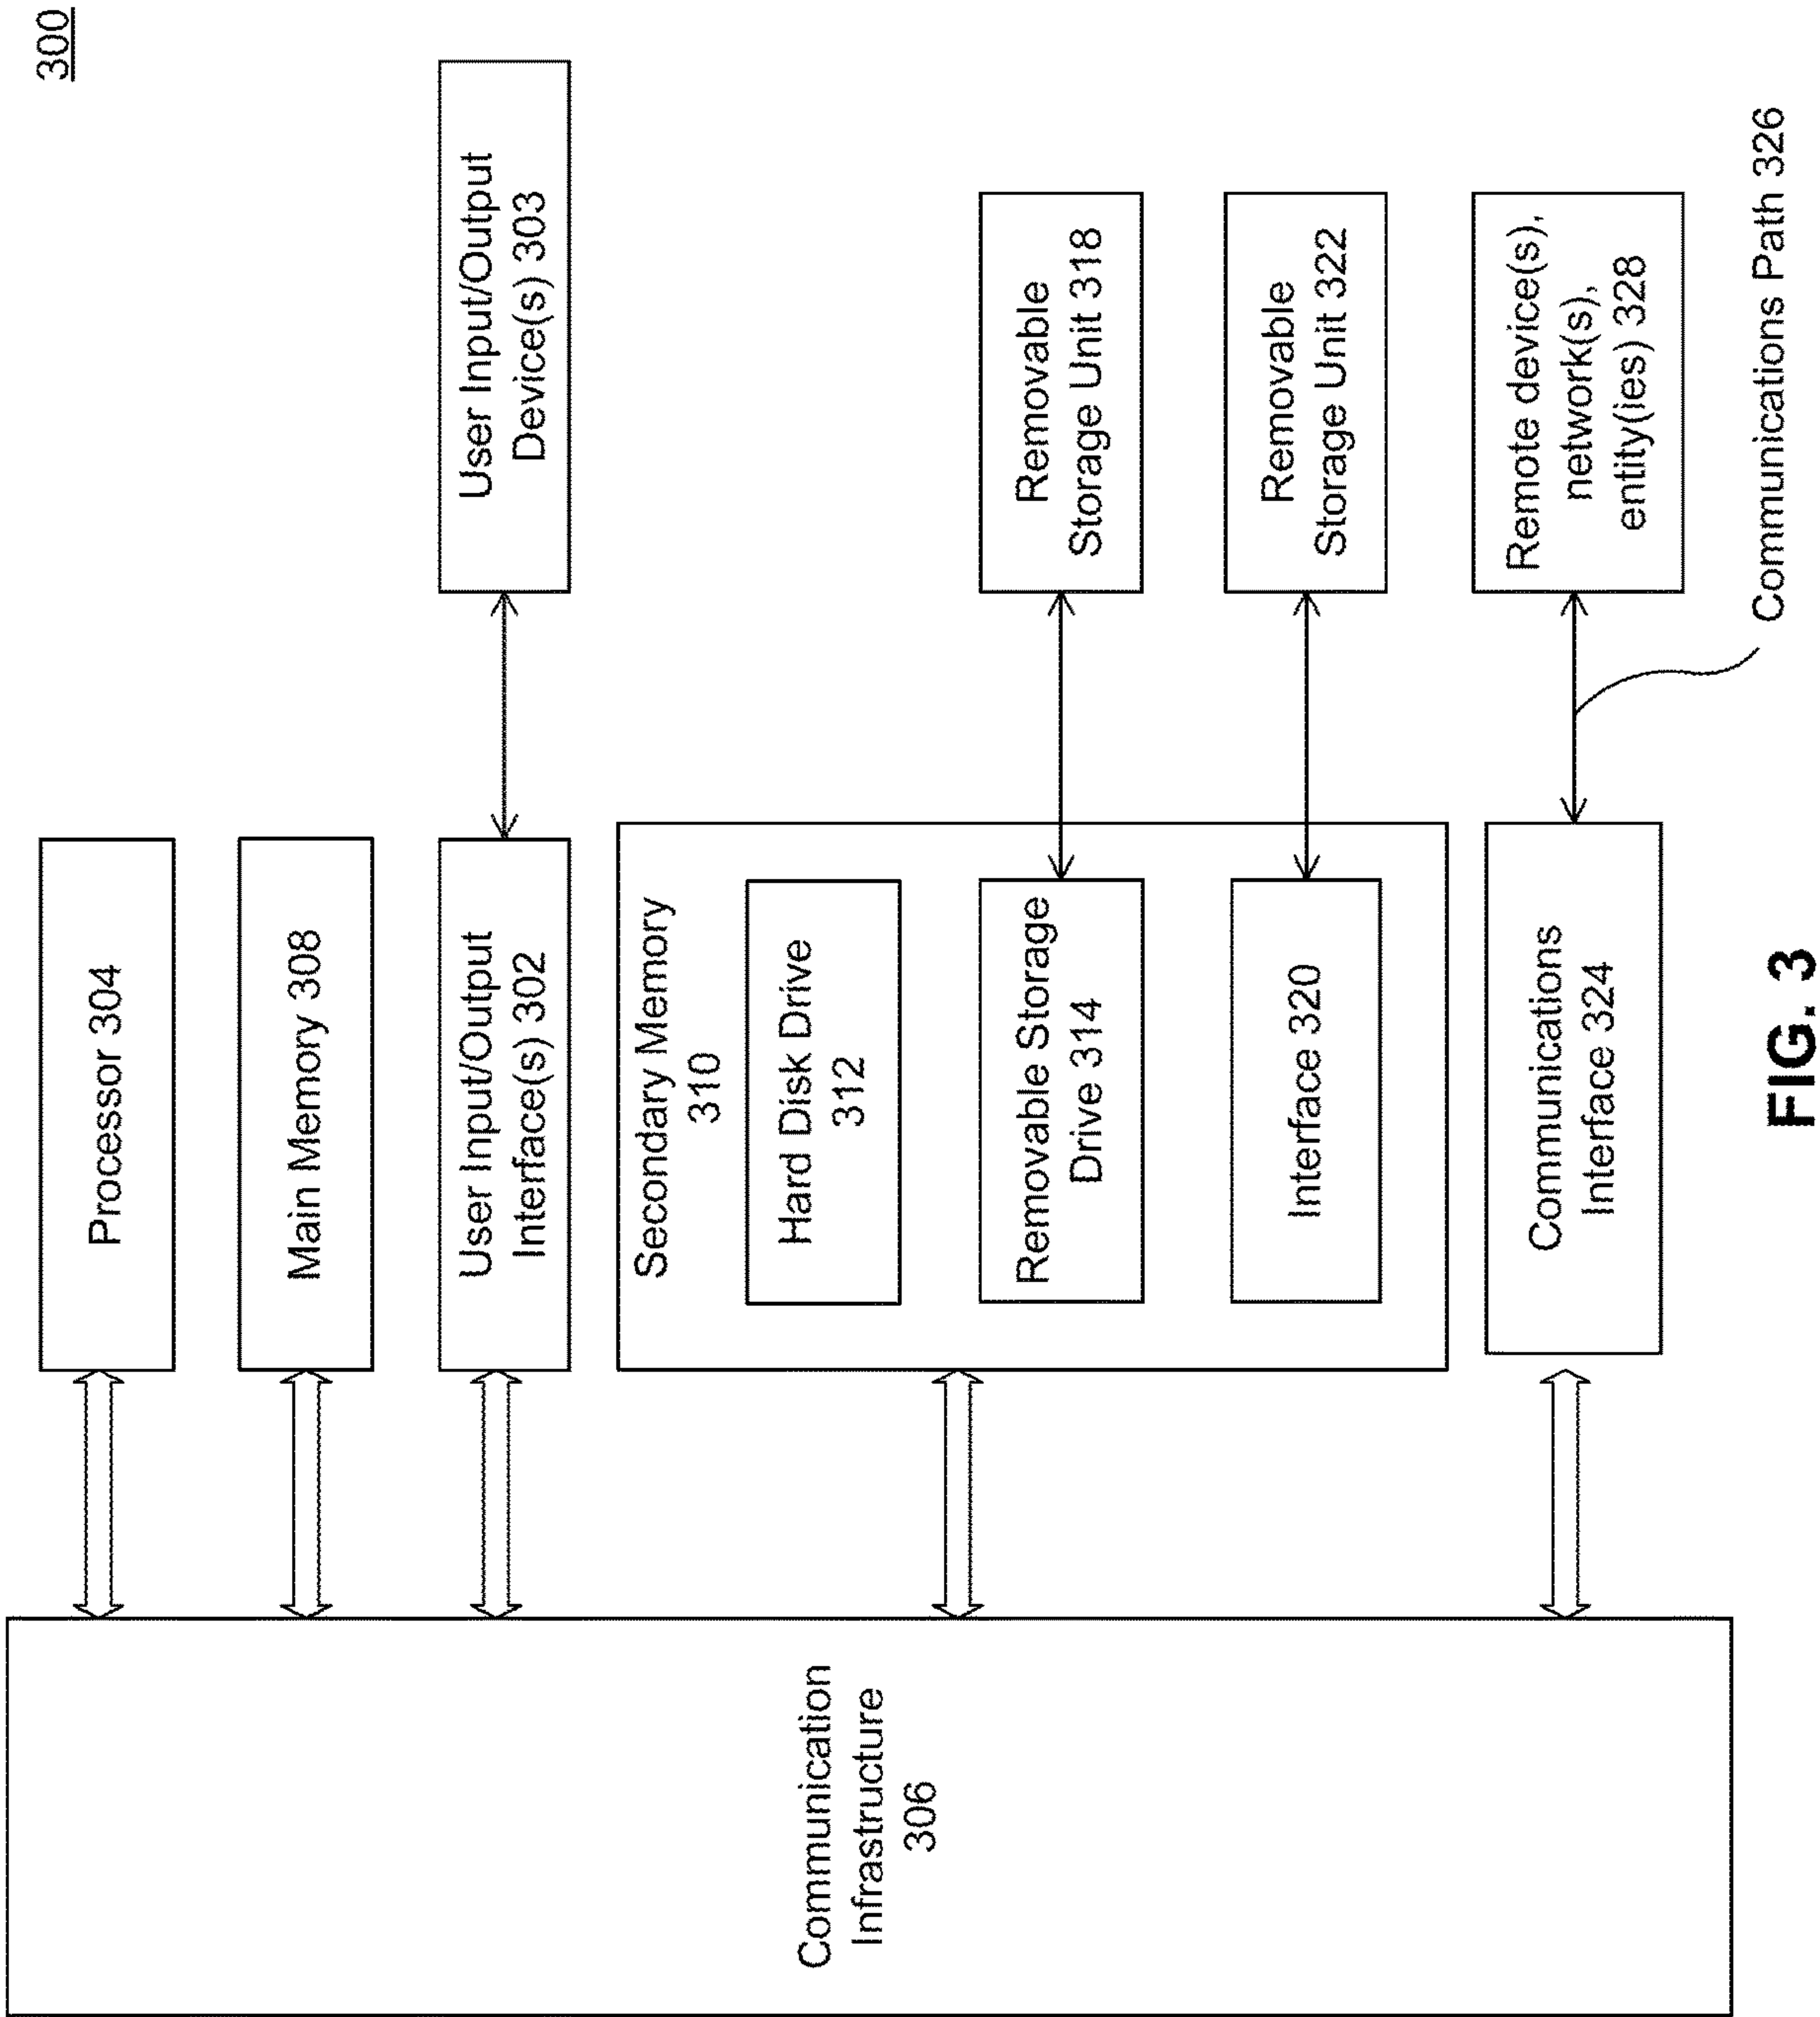 300
Processor 304
Main Memory 308
User Input/Output
Interface(s) 302
User Input/Output
Device(s) 303
Secondary Memory
310
Hard Disk Drive
312
Removable Storage
Drive 314
Removable
Storage Unit 318
Interface 320
Removable
Storage Unit 322
Communications
Interface 324
Remote device(s),
network(s),
entity(ies) 328
Communications Path 326
Communication
Infrastructure
306
FIG. 3